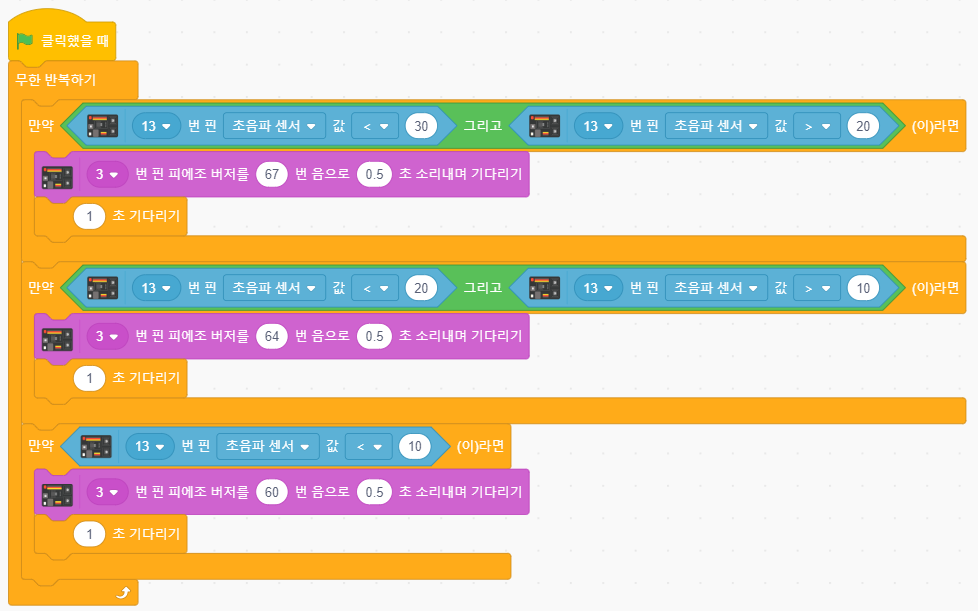 클릭했을 때
무한 반복하기
만약 13 번 핀 초음파 센서 값 < 30 그리고 13 번 핀 초음파 센서 값 > 20 (이)라면
3 번 핀 피에조 버저를 67 번 음으로 0.5 초 소리내며 기다리기
1 초 기다리기
만약 13 번 핀 초음파 센서 값 < 20 그리고 13 번 핀 초음파 센서 값 > 10 (이)라면
3 번 핀 피에조 버저를 64 번 음으로 0.5 초 소리내며 기다리기
1 초 기다리기
만약 13 번 핀 초음파 센서 값 < 10 (이)라면
3 번 핀 피에조 버저를 60 번 음으로 0.5 초 소리내며 기다리기
1 초 기다리기